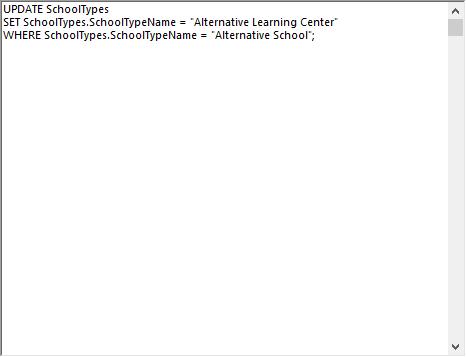 UPDATE SchoolTypes
SET SchoolTypes.SchoolTypeName = "Alternative Learning Center"
WHERE SchoolTypes.SchoolTypeName = "Alternative School";